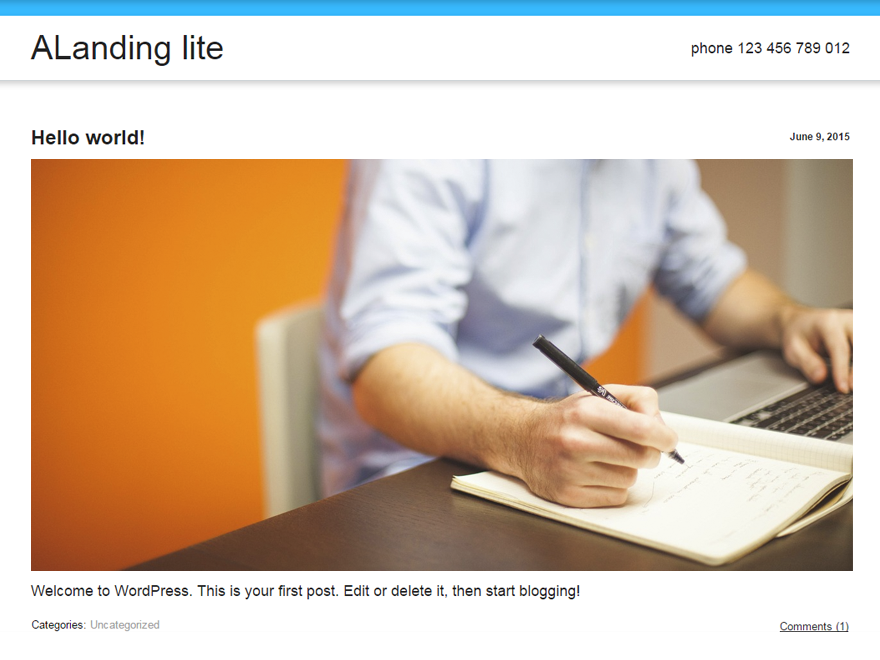 ALanding lite
phone 123 456 789 012
Hello world!
June 9, 2015
Welcome to WordPress. This is your first post. Edit or delete it, then start blogging!
Categories: Uncategorized
Comments (1)